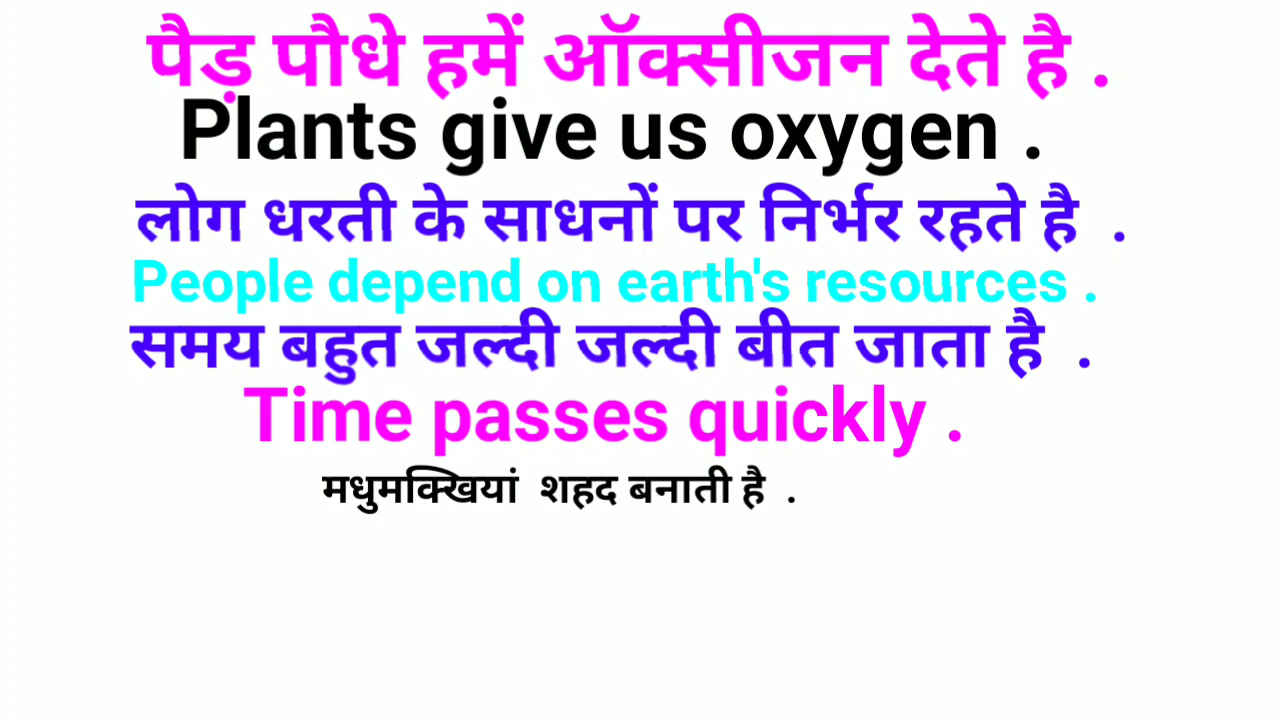 पैड़ पौधे हमें ऑक्सीजन देते है .
Plants give us oxygen .
लोग धरती के साधनों पर निर्भर रहते है .
People depend on earth's resources .
समय बहुत जल्दी जल्दी बीत जाता है .
Time passes quickly .
मधुमक्खियां शहद बनाती है .